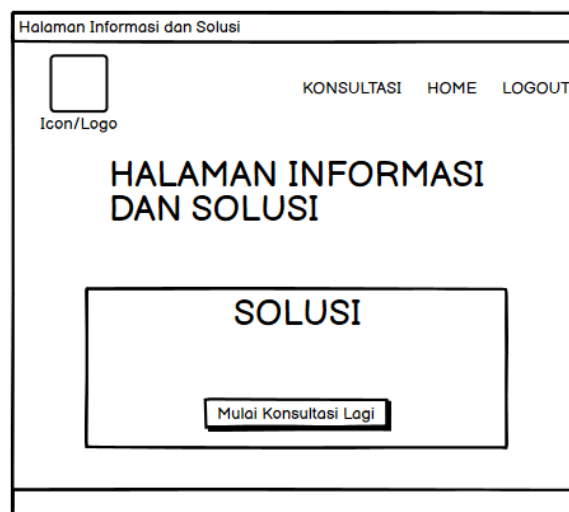 Halaman Informasi dan Solusi
KONSULTASI HOME LOGOUT
Icon/Logo
HALAMAN INFORMASI
DAN SOLUSI
SOLUSI
Mulai Konsultasi Lagi